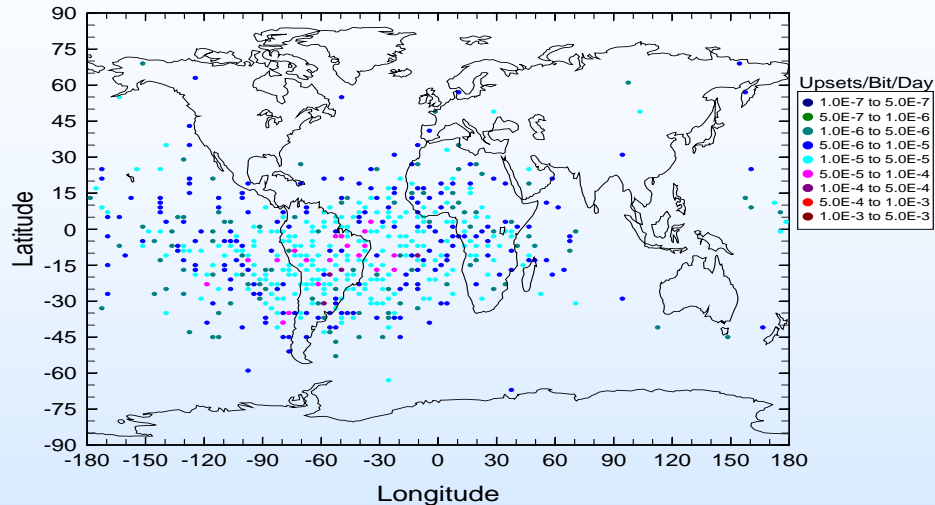 90
75
60
45
30
15
0
-15
-30
-45
-60
-75
-90
Latitude
-180 -150 -120 -90 -60 -30 0 30 60 90 120 150 180
Longitude
Upsets/Bit/Day
1.0E-7 to 5.0E-7
5.0E-7 to 1.0E-6
1.0E-6 to 5.0E-6
5.0E-6 to 1.0E-5
1.0E-5 to 5.0E-5
5.0E-5 to 1.0E-4
1.0E-4 to 5.0E-4
5.0E-4 to 1.0E-3
1.0E-3 to 5.0E-3